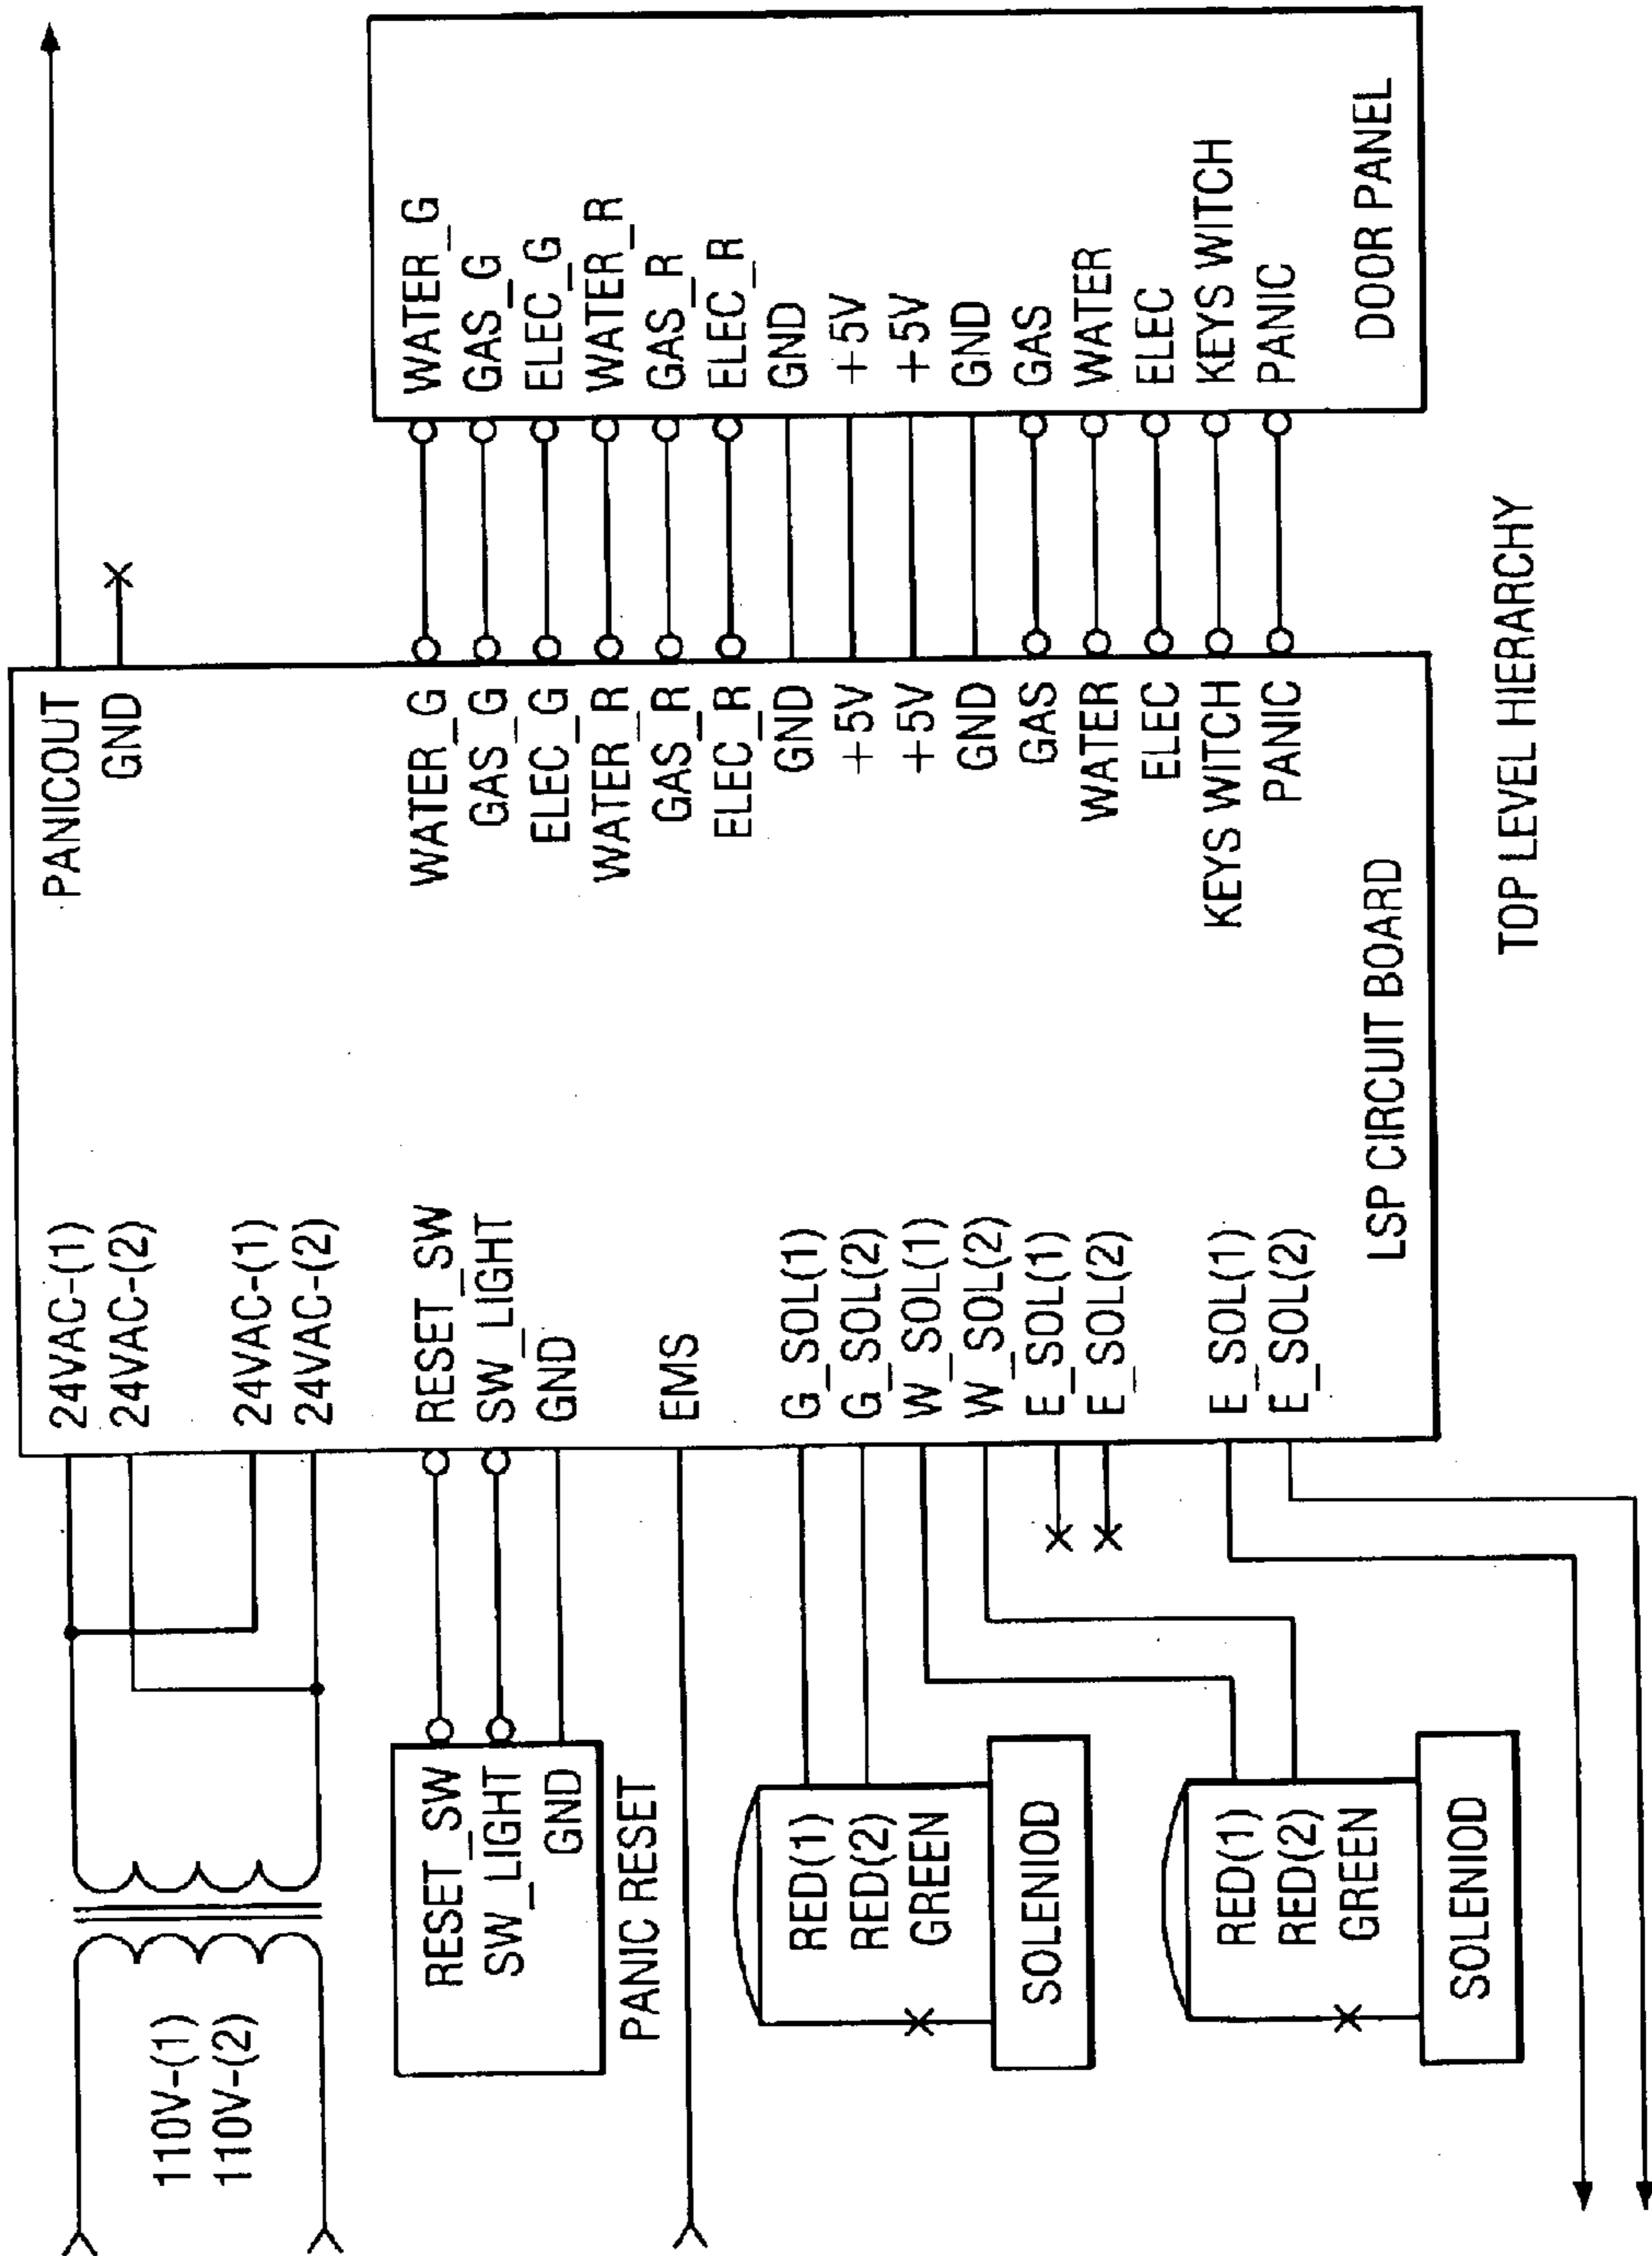 110V-(1)
110V-(2)
RESET_SW
SW_LIGHT
GND
PANIC RESET
RED(1)
RED(2)
GREEN
SOLENIOD
RED(1)
RED(2)
GREEN
SOLENIOD
24VAC-(1)
24VAC-(2)
24VAC-(1)
24VAC-(2)
RESET_SW
SW_LIGHT
GND
EMS
G_SOL(1)
G_SOL(2)
W_SOL(1)
W_SOL(2)
E_SOL(1)
E_SOL(2)
E_SOL(1)
E_SOL(2)
LSP CIRCUIT BOARD
PANICOUT
GND
WATER_G
GAS_G
ELEC_G
WATER_R
GAS_R
ELEC_R
GND
+5V
+5V
GND
GAS
WATER
ELEC
KEYS WITCH
PANIC
WATER_G
GAS_G
ELEC_G
WATER_R
GAS_R
ELEC_R
GND
+5V
+5V
GND
GAS
WATER
ELEC
KEYS WITCH
PANIC
DOOR PANEL
TOP LEVEL HIERARCHY